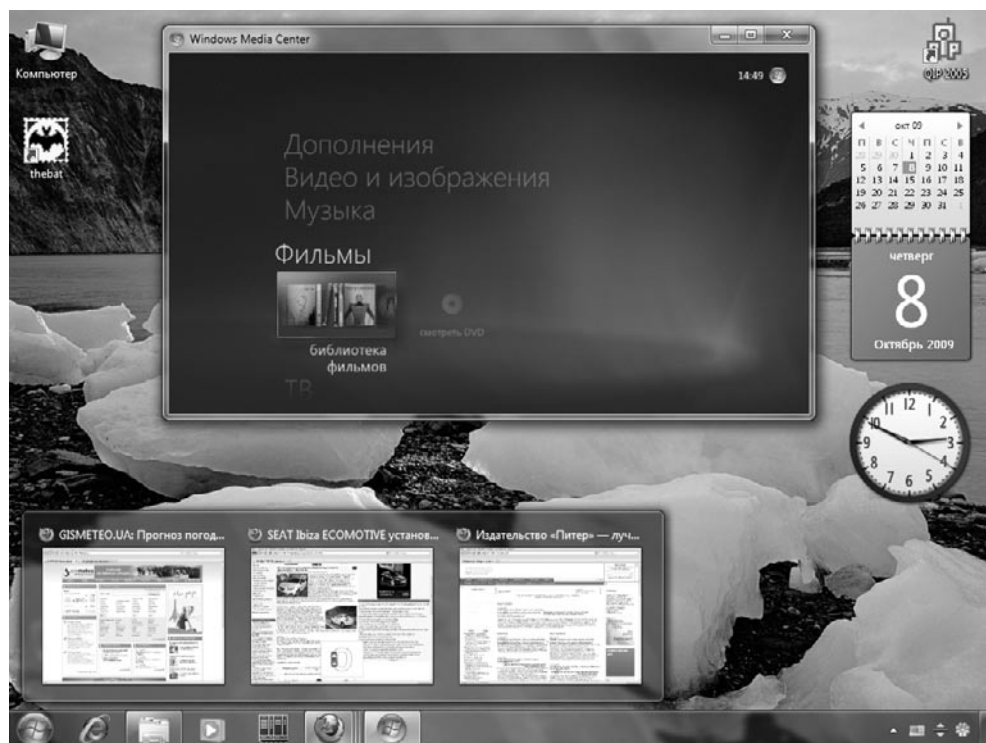 Компьютер
thebat
Windows Media Center
14:49
Дополнения
Видео и изображения
Музыка
Фильмы
смотреть DVD
библиотека
фильмов
ТВ
QIP 2005
окт 09
П В С Ч П С В
28 29 30 1 2 3 4
5 6 7 8 9 10 11
12 13 14 15 16 17 18
19 20 21 22 23 24 25
26 27 28 29 30 31 1
четверг
8
Октябрь 2009
12 1 2 3 4 5 6 7 8 9 10 11
GISMETEO.UA: Прогноз погод...
SEAT Ibiza ECOMOTIVE установ...
Издательство «Питер» — луч...